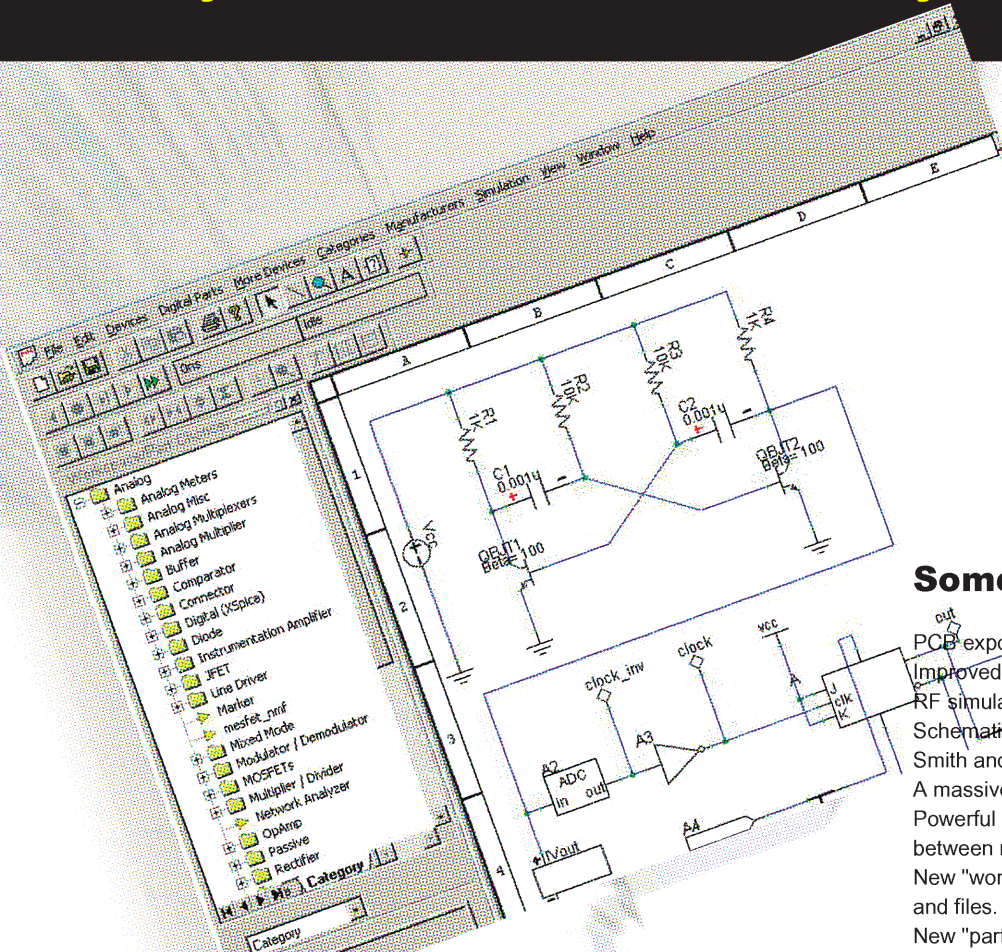 File Edit Devices Digital Parts More Devices Categories Manufacturers Simulation View Window Help
0ns
Idle
A
B
C
D
E
1
2
3
4
Analog
Analog Meters
Analog Misc
Analog Multiplexers
Analog Multiplier
Buffer
Comparator
Connector
Digital (XSpice)
Diode
Instrumentation Amplifier
JFET
Line Driver
Marker
mesfet_nmf
Mixed Mode
Modulator / Demodulator
MOSFETs
Multiplier / Divider
Network Analyzer
OpAmp
Passive
Rectifier
Category
Category
R1
1K
R2
10K
R3
10K
R4
1K
C1
0.001u
C2
0.001u
Vcc
QBJT1
Beta= 100
QBJT2
Beta= 100
clock_inv
clock
vcc
out
A2
ADC
in out
A3
A
J
clk
K
A4
IVout
Some
PCB expo
Improved
RF simula
Schemati
Smith and
A massive
Powerful
between
New "wor
and files.
New "part